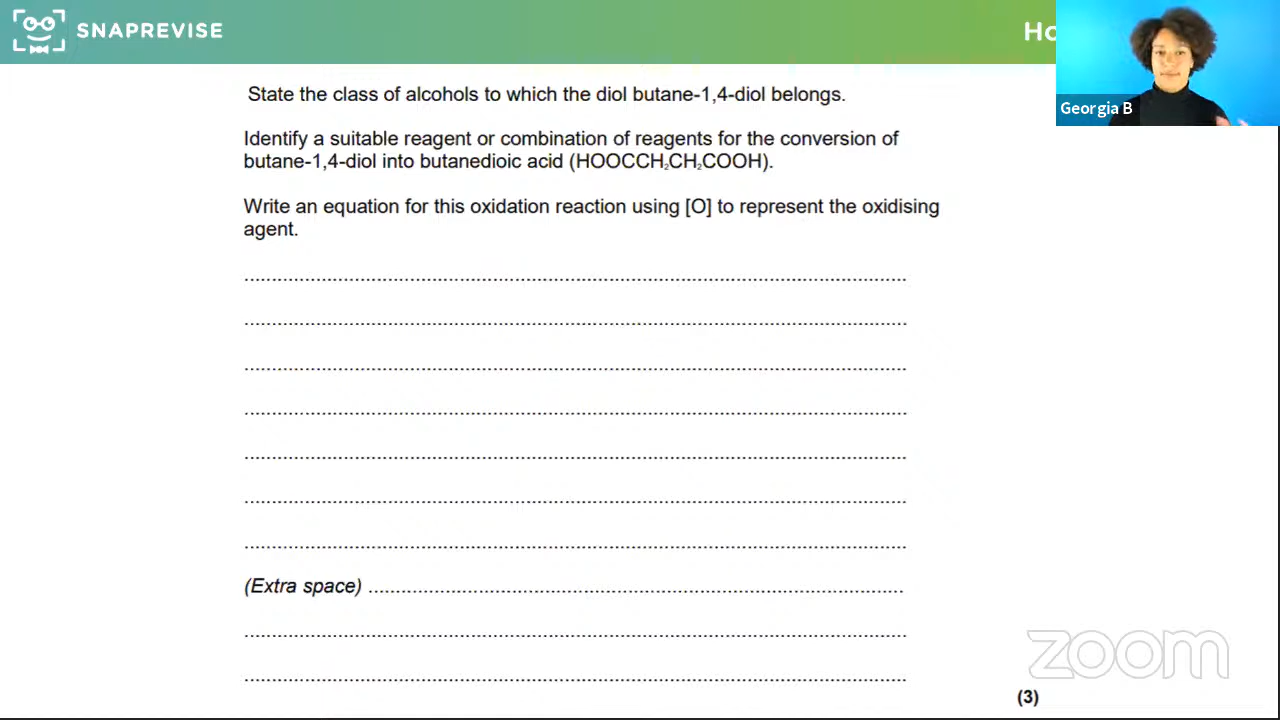 SNAPREVISE
Ho
Georgia B
State the class of alcohols to which the diol butane-1,4-diol belongs.
Identify a suitable reagent or combination of reagents for the conversion of
butane-1,4-diol into butanedioic acid (HOOCCH₂CH₂COOH).
Write an equation for this oxidation reaction using [O] to represent the oxidising
agent.
(Extra space)
zoom
(3)